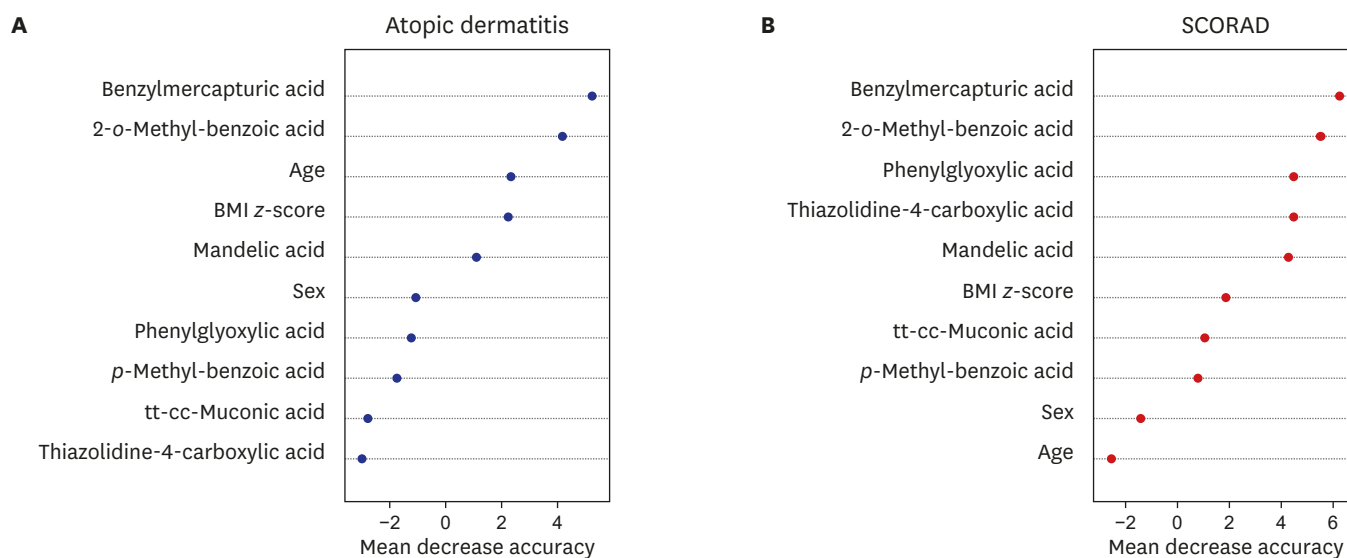 A
Atopic dermatitis
Benzylmercapturic acid
2-o-Methyl-benzoic acid
Age
BMI z-score
Mandelic acid
Sex
Phenylglyoxylic acid
p-Methyl-benzoic acid
tt-cc-Muconic acid
Thiazolidine-4-carboxylic acid
−2 0 2 4
Mean decrease accuracy
B
SCORAD
Benzylmercapturic acid
2-o-Methyl-benzoic acid
Phenylglyoxylic acid
Thiazolidine-4-carboxylic acid
Mandelic acid
BMI z-score
tt-cc-Muconic acid
p-Methyl-benzoic acid
Sex
Age
−2 0 2 4 6
Mean decrease accuracy